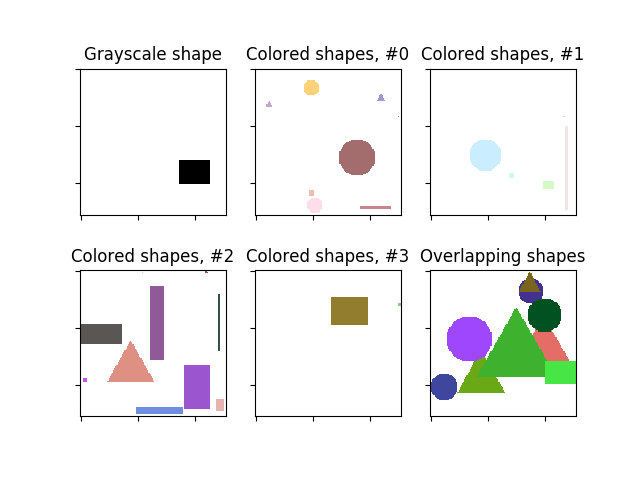 Grayscale shape
Colored shapes, #0
Colored shapes, #1
Colored shapes, #2
Colored shapes, #3
Overlapping shapes